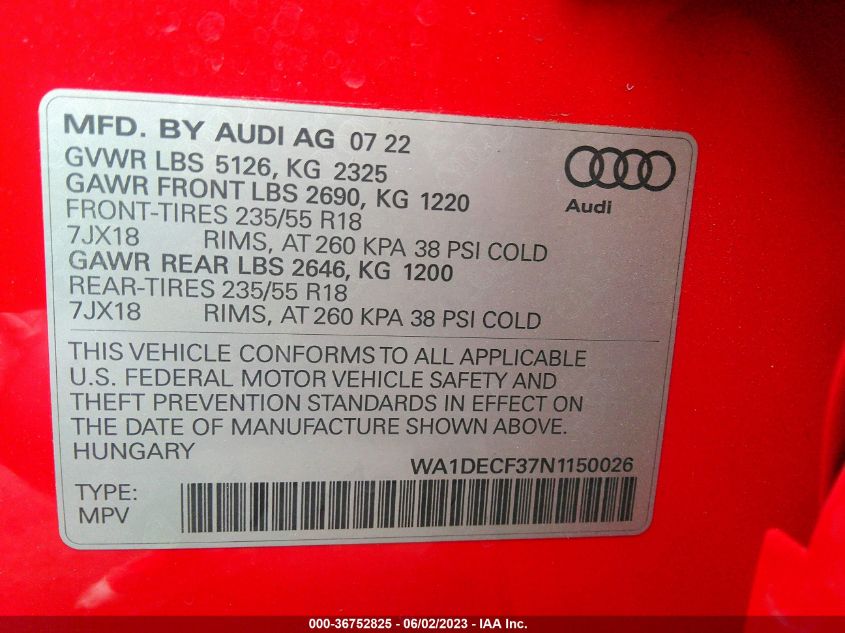 MFD. BY AUDI AG 07 22
GVWR LBS 5126, KG 2325
GAWR FRONT LBS 2690, KG 1220
FRONT-TIRES 235/55 R18
7JX18 RIMS, AT 260 KPA 38 PSI COLD
GAWR REAR LBS 2646, KG 1200
REAR-TIRES 235/55 R18
7JX18 RIMS, AT 260 KPA 38 PSI COLD
Audi
THIS VEHICLE CONFORMS TO ALL APPLICABLE
U.S. FEDERAL MOTOR VEHICLE SAFETY AND
THEFT PREVENTION STANDARDS IN EFFECT ON
THE DATE OF MANUFACTURE SHOWN ABOVE.
HUNGARY
WA1DECF37N1150026
TYPE:
MPV
000-36752825 - 06/02/2023 - IAA Inc.